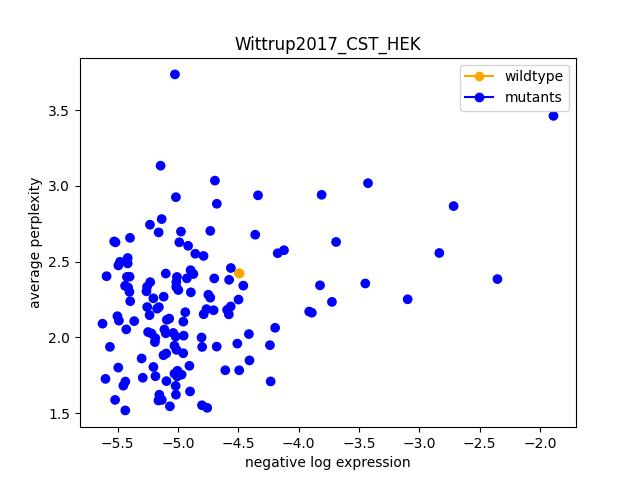 Wittrup2017_CST_HEK
wildtype
mutants
3.5
3.0
2.5
2.0
1.5
average perplexity
−5.5 −5.0 −4.5 −4.0 −3.5 −3.0 −2.5 −2.0
negative log expression